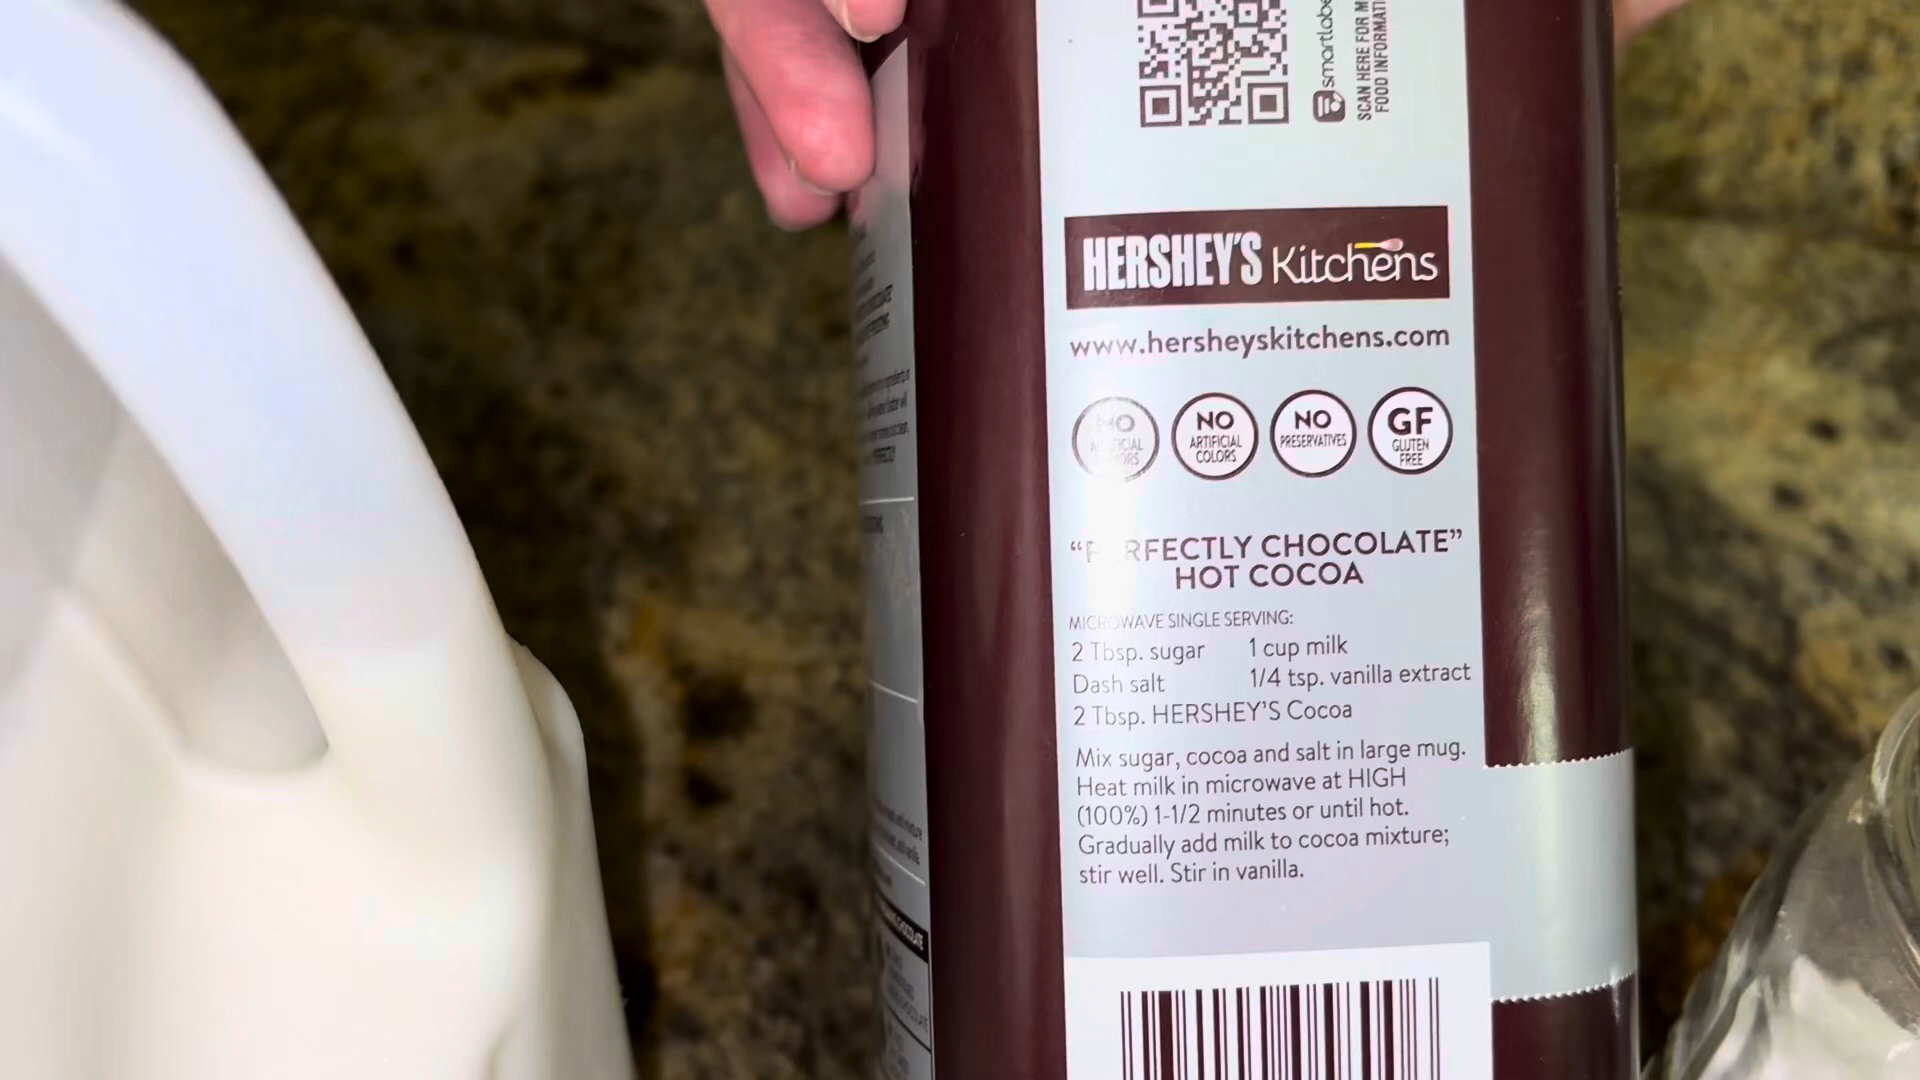 smartlabe
SCAN HERE FOR M
FOOD INFORMATI
HERSHEY'S Kitchens
www.hersheyskitchens.com
NO
NO
ARTIFICIAL
COLORS
NO
PRESERVATIVES
GF
GLUTEN
FREE
"P RFECTLY CHOCOLATE"
HOT COCOA
MICROWAVE SINGLE SERVING:
2 Tbsp. sugar 1 cup milk
Dash salt 1/4 tsp. vanilla extract
2 Tbsp. HERSHEY'S Cocoa
Mix sugar, cocoa and salt in large mug.
Heat milk in microwave at HIGH
(100%) 1-1/2 minutes or until hot.
Gradually add milk to cocoa mixture;
stir well. Stir in vanilla.